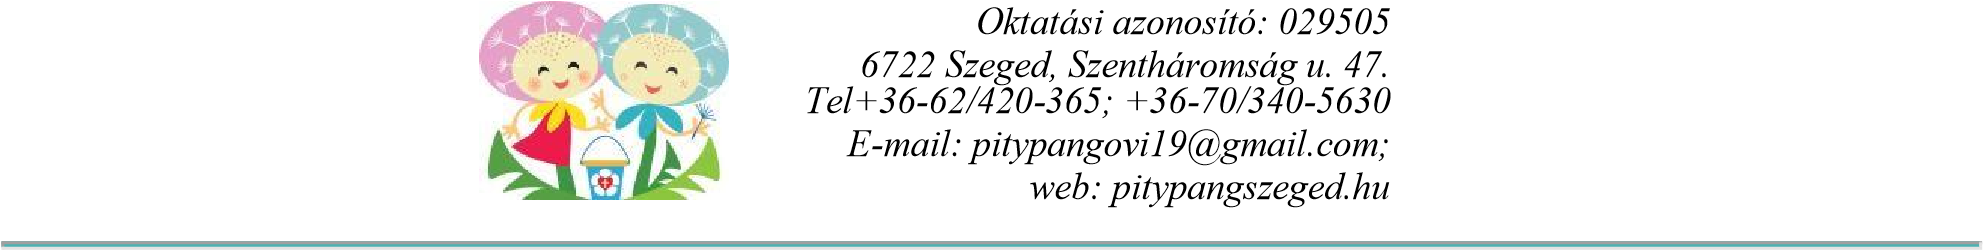 Oktatási azonosító: 029505
6722 Szeged, Szentháromság u. 47.
Tel+36-62/420-365; +36-70/340-5630
E-mail: pitypangovi19@gmail.com;
web: pitypangszeged.hu